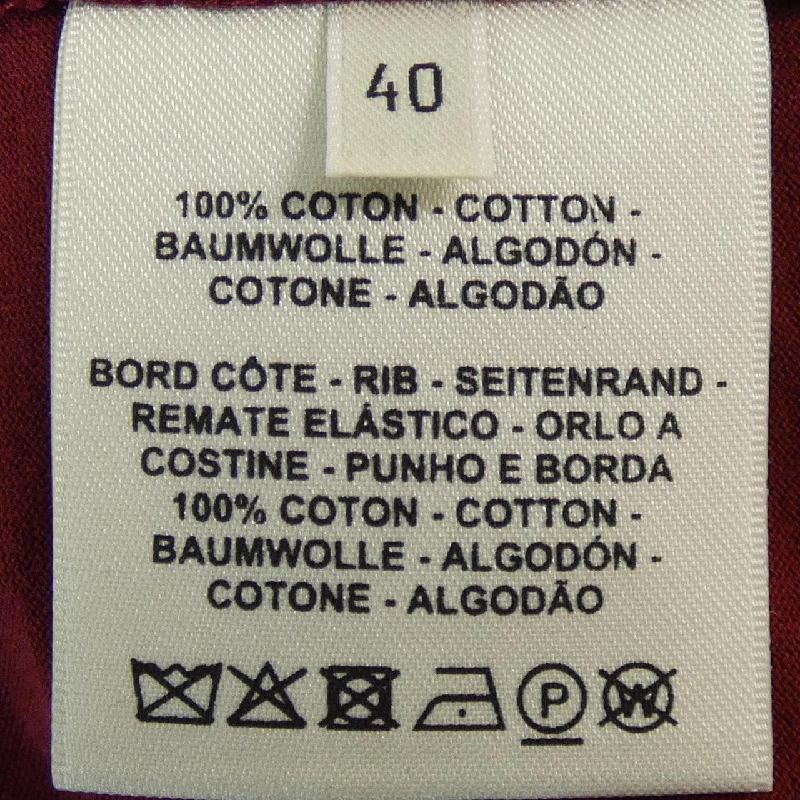 40
100% COTON - COTTON -
BAUMWOLLE - ALGODÓN -
COTONE - ALGODÃO
BORD CÔTE - RIB - SEITENRAND -
REMATE ELÁSTICO - ORLO A
COSTINE - PUNHO E BORDA
100% COTON - COTTON -
BAUMWOLLE - ALGODÓN -
COTONE - ALGODÃO
P W